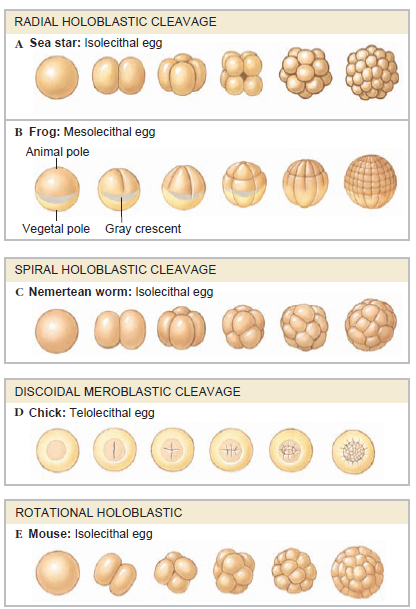 RADIAL HOLOBLASTIC CLEAVAGE
A Sea star: Isolecithal egg
B Frog: Mesolecithal egg
Animal pole
Vegetal pole Gray crescent
SPIRAL HOLOBLASTIC CLEAVAGE
C Nemertean worm: Isolecithal egg
DISCOIDAL MEROBLASTIC CLEAVAGE
D Chick: Telolecithal egg
ROTATIONAL HOLOBLASTIC
E Mouse: Isolecithal egg